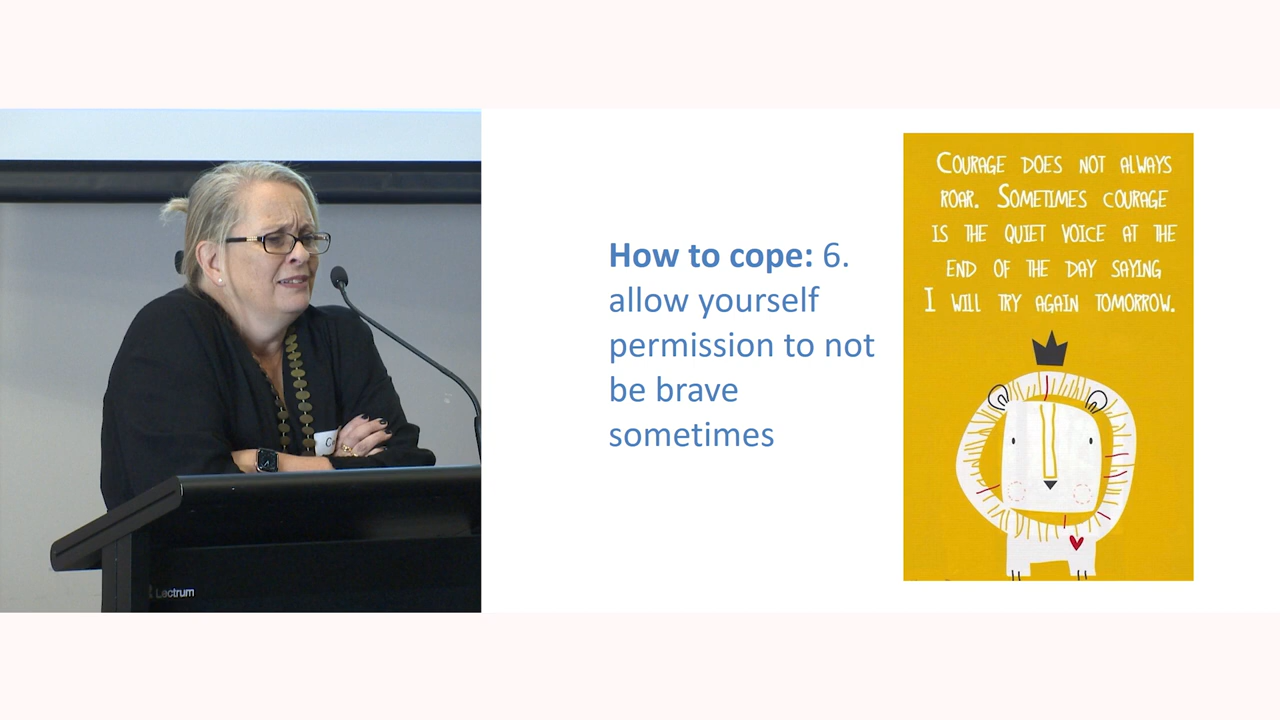 How to cope: 6.
allow yourself
permission to not
be brave
sometimes
COURAGE DOES NOT ALWAYS
ROAR. SOMETIMES COURAGE
IS THE QUIET VOICE AT THE
END OF THE DAY SAYING
I WILL TRY AGAIN TOMORROW.
Lectrum